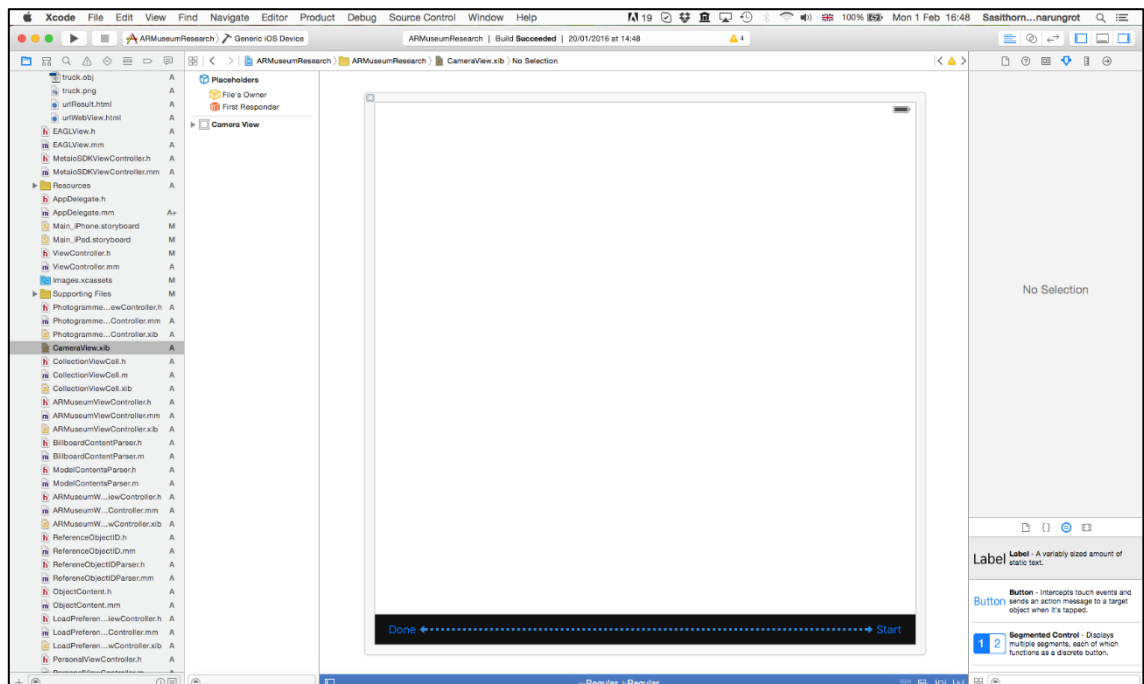 Xcode File Edit View Find Navigate Editor Product Debug Source Control Window Help
19 100% Mon 1 Feb 16:48 Sasithorn...narungrot
ARMuseumResearch Generic iOS Device
ARMuseumResearch | Build Succeeded | 20/01/2016 at 14:48
4
ARMuseumResearch ARMuseumResearch CameraView.xib No Selection
truck.obj A
truck.png A
urlResult.html A
urlWebView.html A
EAGLView.h A
EAGLView.mm A
MetaioSDKViewController.h A
MetaioSDKViewController.mm A
Resources A
AppDelegate.h A
AppDelegate.mm A+
Main_iPhone.storyboard M
Main_iPad.storyboard M
ViewController.h M
ViewController.mm A
Images.xcassets M
Supporting Files M
Photogramme...ewController.h A
Photogramme...Controller.mm A
Photogramme...Controller.xib A
CameraView.xib A
CollectionViewCell.h A
CollectionViewCell.m A
CollectionViewCell.xib A
ARMuseumViewController.h A
ARMuseumViewController.mm A
ARMuseumViewController.xib A
BillboardContentParser.h A
BillboardContentParser.m A
ModelContentsParser.h A
ModelContentsParser.m A
ARMuseumW...iewController.h A
ARMuseumW...Controller.mm A
ARMuseumW...wController.xib A
ReferenceObjectID.h A
ReferenceObjectID.mm A
RefereneObjectIDParser.h A
RefereneObjectIDParser.mm A
ObjectContent.h A
ObjectContent.mm A
LoadPreferen...iewController.h A
LoadPreferen...Controller.mm A
LoadPreferen...wController.xib A
PersonalViewController.h A
Placeholders
File's Owner
First Responder
Camera View
Done
Start
Regular Regular
No Selection
Label
Label - A variably sized amount of
static text.
Button
Button - Intercepts touch events and
sends an action message to a target
object when it's tapped.
1 2
Segmented Control - Displays
multiple segments, each of which
functions as a discrete button.